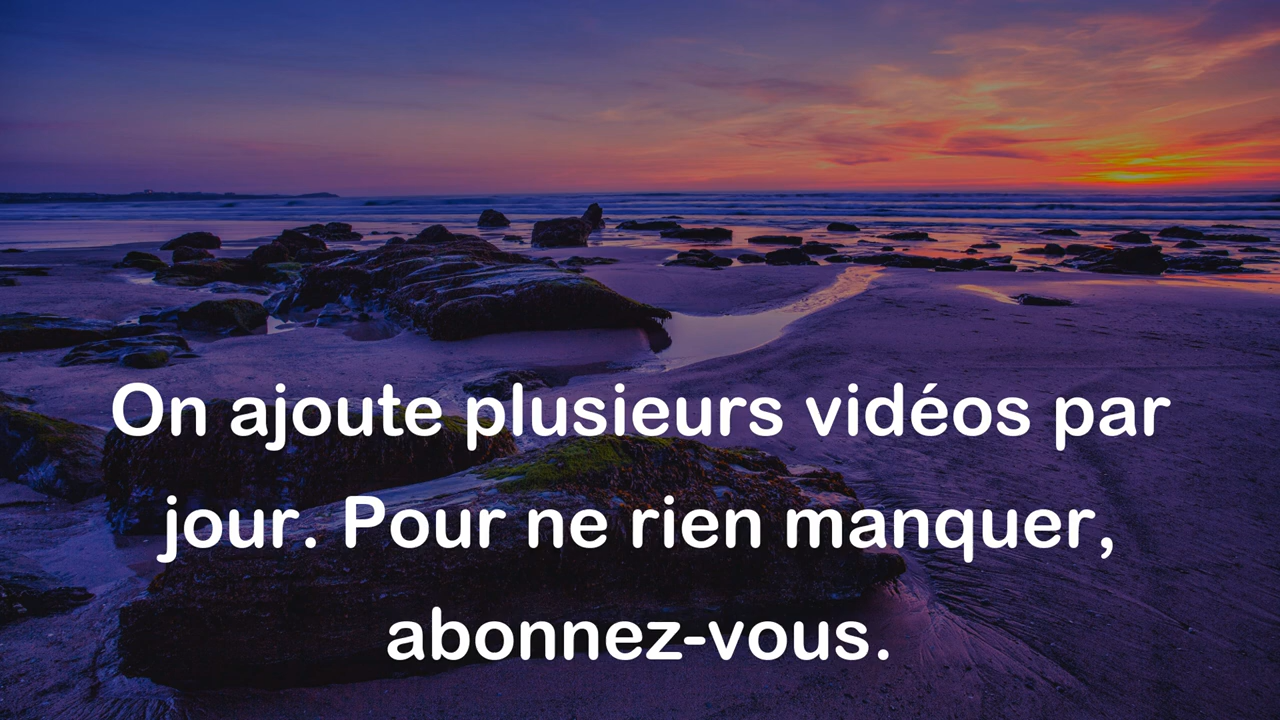 On ajoute plusieurs vidéos par
jour. Pour ne rien manquer,
abonnez-vous.